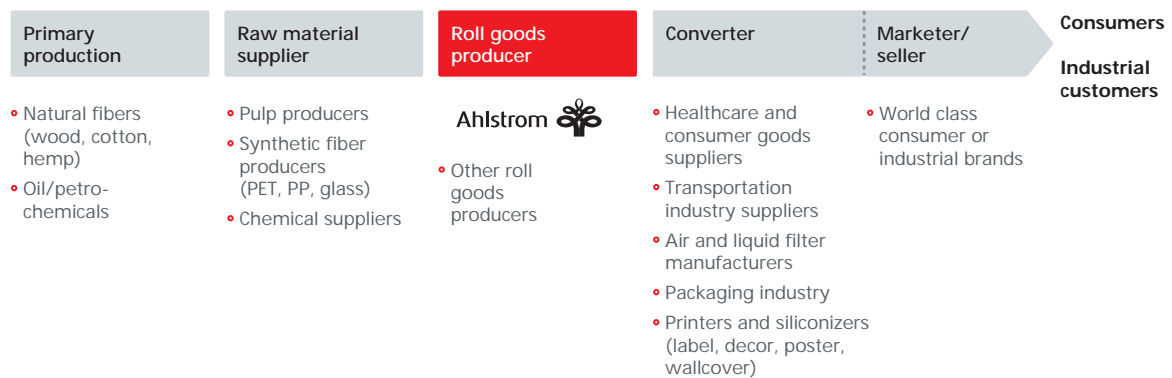 Primary
production
Natural fibers
(wood, cotton,
hemp)
Oil/petro-
chemicals
Raw material
supplier
Pulp producers
Synthetic fiber
producers
(PET, PP, glass)
Chemical suppliers
Roll goods
producer
Ahlstrom
Other roll
goods
producers
Converter
Healthcare and
consumer goods
suppliers
Transportation
industry suppliers
Air and liquid filter
manufacturers
Packaging industry
Printers and siliconizers
(label, decor, poster,
wallcover)
Marketer/
seller
World class
consumer or
industrial brands
Consumers
Industrial
customers